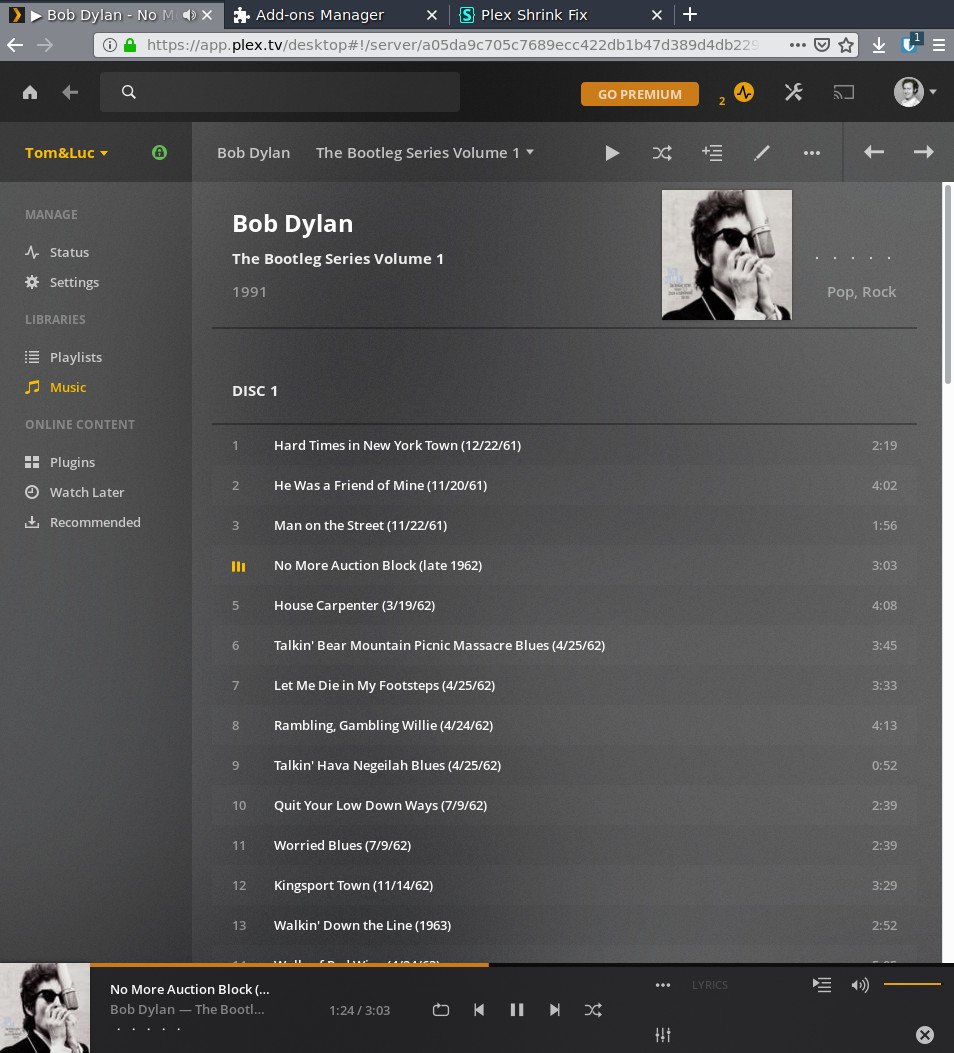 Bob Dylan - No M
Add-ons Manager
Plex Shrink Fix
https://app.plex.tv/desktop#!/server/a05da9c705c7689ecc422db1b47d389d4db229
1
GO PREMIUM
2
Tom&Luc
Bob Dylan The Bootleg Series Volume 1
MANAGE
Status
Settings
LIBRARIES
Playlists
Music
ONLINE CONTENT
Plugins
Watch Later
Recommended
Bob Dylan
The Bootleg Series Volume 1
1991
Pop, Rock
DISC 1
1 Hard Times in New York Town (12/22/61) 2:19
2 He Was a Friend of Mine (11/20/61) 4:02
3 Man on the Street (11/22/61) 1:56
No More Auction Block (late 1962) 3:03
5 House Carpenter (3/19/62) 4:08
6 Talkin' Bear Mountain Picnic Massacre Blues (4/25/62) 3:45
7 Let Me Die in My Footsteps (4/25/62) 3:33
8 Rambling, Gambling Willie (4/24/62) 4:13
9 Talkin' Hava Negeilah Blues (4/25/62) 0:52
10 Quit Your Low Down Ways (7/9/62) 2:39
11 Worried Blues (7/9/62) 2:39
12 Kingsport Town (11/14/62) 3:29
13 Walkin' Down the Line (1963) 2:52
No More Auction Block (...
Bob Dylan — The Bootl...
1:24 / 3:03
LYRICS